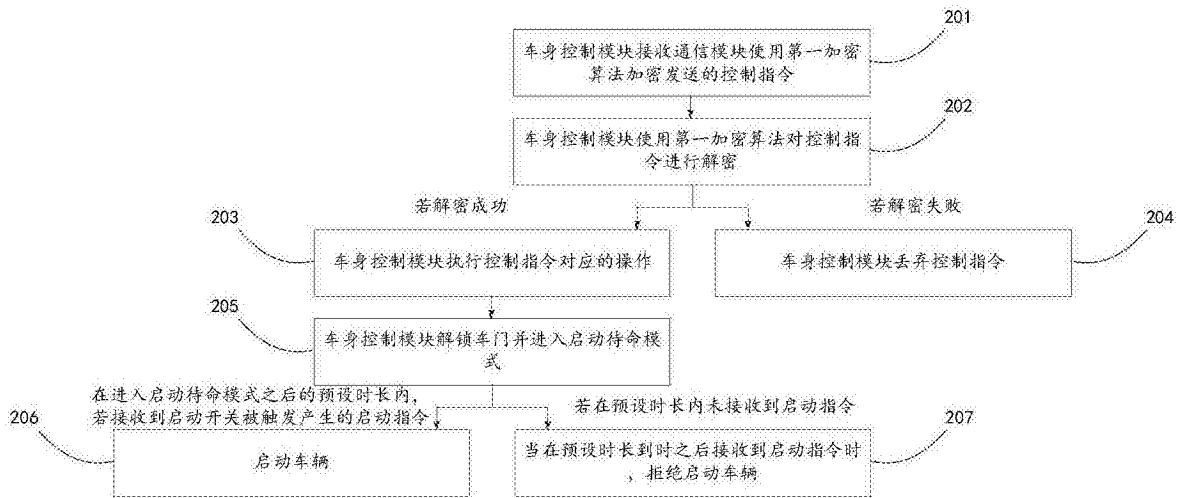 201
车身控制模块接收通信模块使用第一加密
算法加密发送的控制指令
202
车身控制模块使用第一加密算法对控制指
令进行解密
若解密成功
若解密失败
203
204
车身控制模块执行控制指令对应的操作
车身控制模块丢弃控制指令
205
车身控制模块解锁车门并进入启动待命模
式
在进入启动待命模式之后的预设时长内,
若接收到启动开关被触发产生的启动指令
若在预设时长内未接收到启动指令
206
207
启动车辆
当在预设时长到时之后接收到启动指令时
，拒绝启动车辆